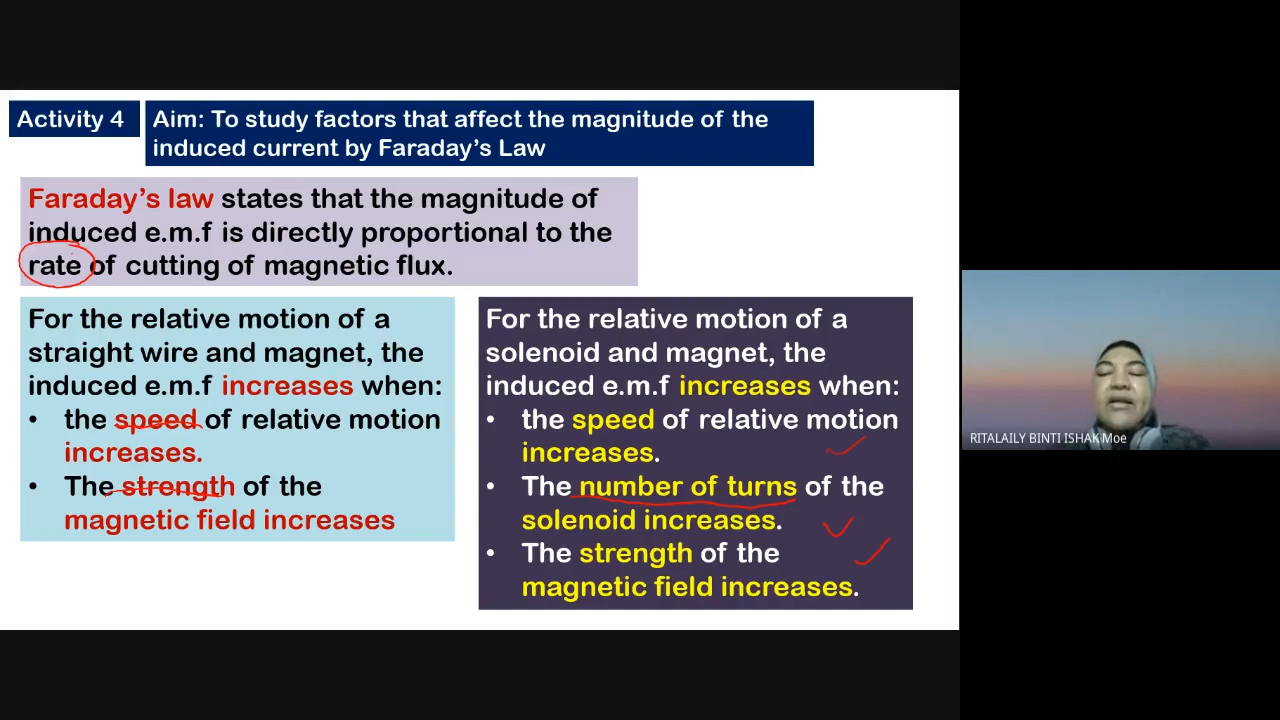 Activity 4
Aim: To study factors that affect the magnitude of the
induced current by Faraday's Law
Faraday's law states that the magnitude of
induced e.m.f is directly proportional to the
rate of cutting of magnetic flux.
For the relative motion of a
straight wire and magnet, the
induced e.m.f increases when:
• the speed of relative motion
increases.
• The strength of the
magnetic field increases
For the relative motion of a
solenoid and magnet, the
induced e.m.f increases when:
• the speed of relative motion
increases.
• The number of turns of the
solenoid increases.
• The strength of the
magnetic field increases.
RITALAILY BINTI ISHAK Moe